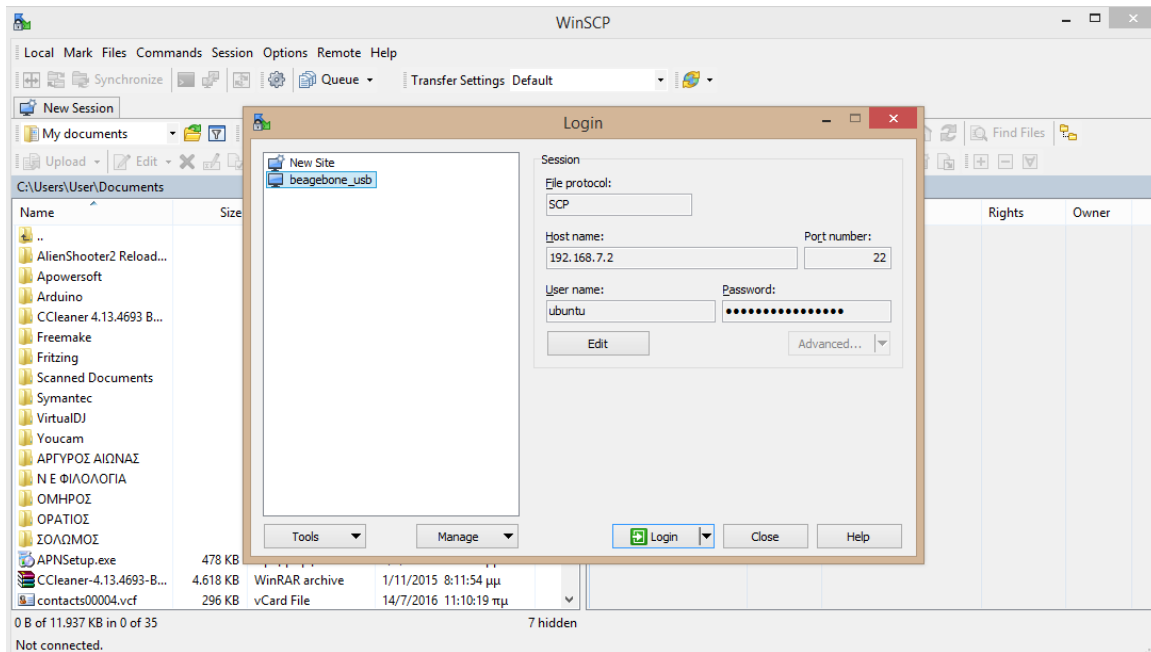 WinSCP
Local Mark Files Commands Session Options Remote Help
Synchronize Queue Transfer Settings Default
New Session
My documents Find Files
Upload Edit
C:\Users\User\Documents
Name Size Rights Owner
..
AlienShooter2 Reload...
Apowersoft
Arduino
CCleaner 4.13.4693 B...
Freemake
Fritzing
Scanned Documents
Symantec
VirtualDJ
Youcam
ΑΡΓΥΡΟΣ ΑΙΩΝΑΣ
Ν Ε ΦΙΛΟΛΟΓΙΑ
ΟΜΗΡΟΣ
ΟΡΑΤΙΟΣ
ΣΟΛΩΜΟΣ
APNSetup.exe 478 KB
CCleaner-4.13.4693-B... 4.618 KB WinRAR archive 1/11/2015 8:11:54 μμ
contacts00004.vcf 296 KB vCard File 14/7/2016 11:10:19 πμ
0 B of 11.937 KB in 0 of 35 7 hidden
Not connected.
Login
New Site
beagebone_usb
Session
File protocol:
SCP
Host name: Port number:
192.168.7.2 22
User name: Password:
ubuntu ••••••••••••••••
Edit Advanced...
Tools Manage Login Close Help